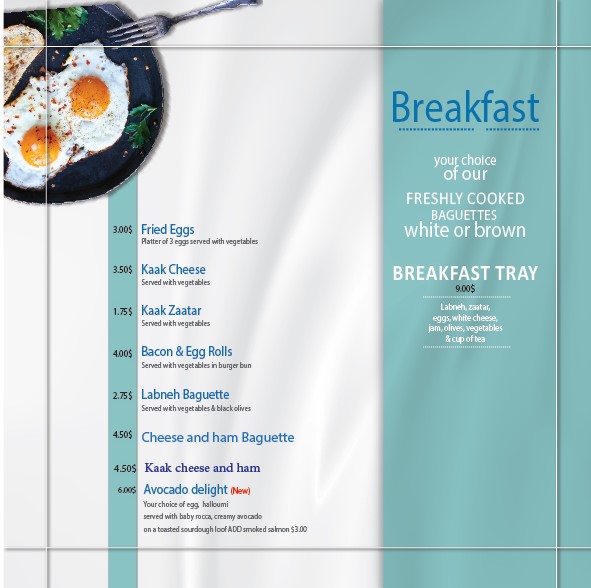 Breakfast
your choice
of our
FRESHLY COOKED
BAGUETTES
white or brown
BREAKFAST TRAY
9.00$
Labneh, zaatar,
eggs, white cheese,
jam, olives, vegetables
& cup of tea
3.00$ Fried Eggs
Platter of 3 eggs served with vegetables
3.50$ Kaak Cheese
Served with vegetables
1.75$ Kaak Zaatar
Served with vegetables
4.00$ Bacon & Egg Rolls
Served with vegetables in burger bun
2.75$ Labneh Baguette
Served with vegetables & black olives
4.50$ Cheese and ham Baguette
4.50$ Kaak cheese and ham
6.00$ Avocado delight (New)
Your choice of egg, halloumi
served with baby rocca, creamy avocado
on a toasted sourdough loof ADD smoked salmon $3.00